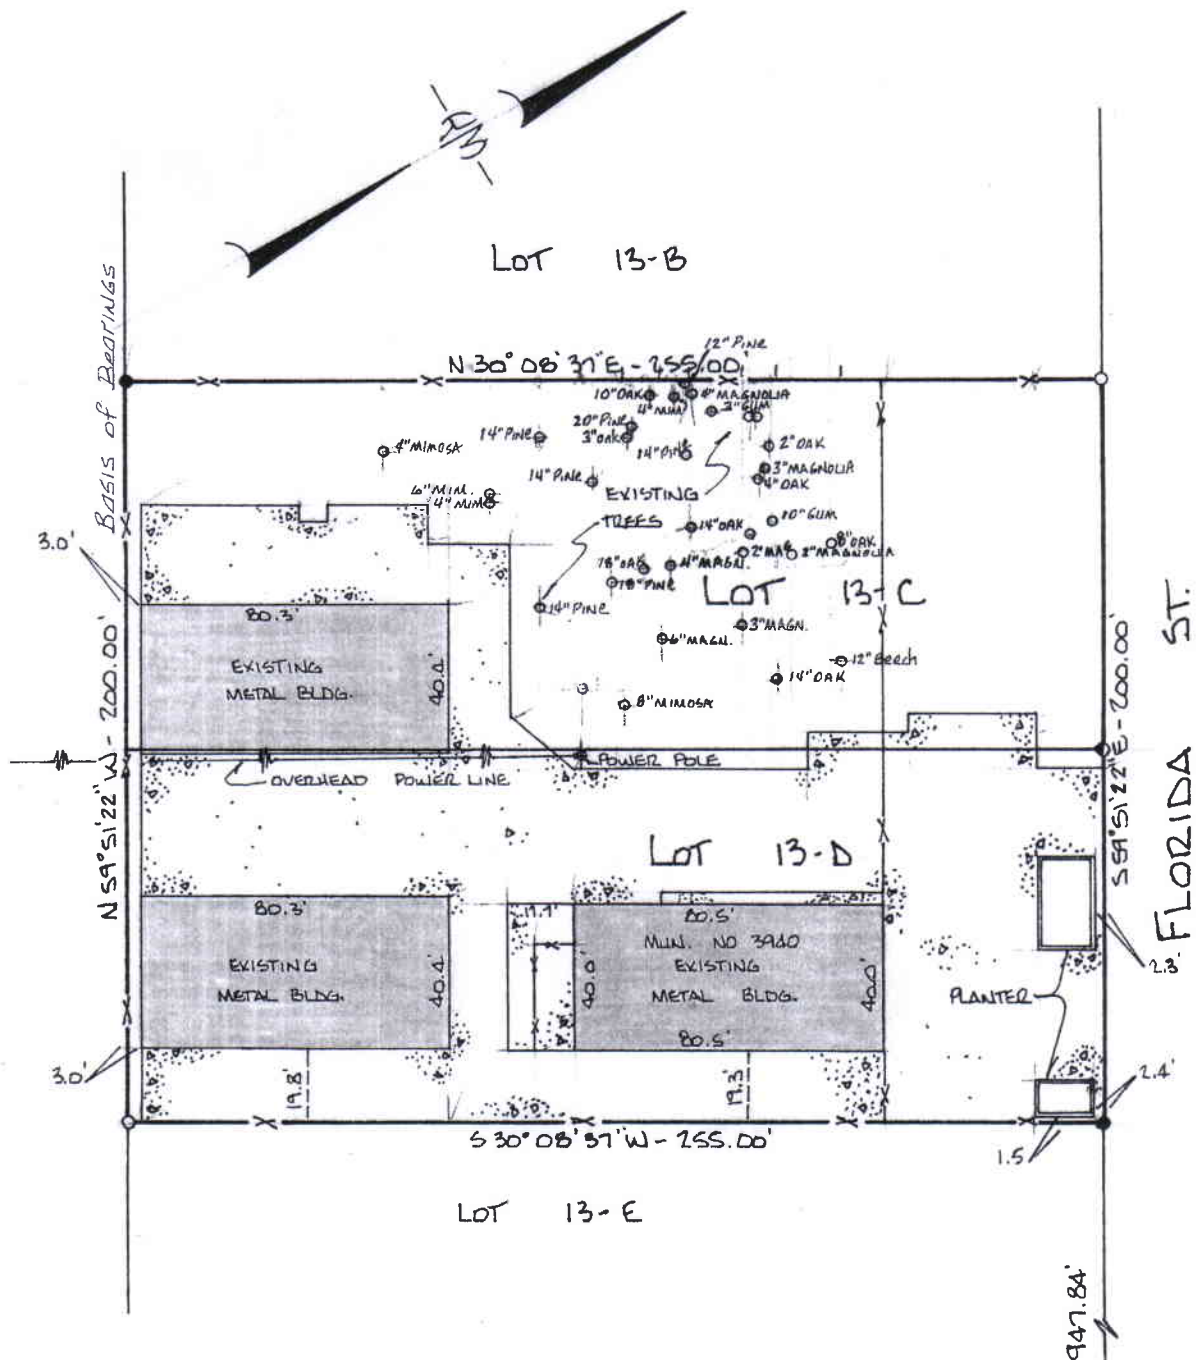 LOT 13-B
Basis of Bearings
12" Pine
N 30° 08' 37" E - 255.00'
10" OAK
4" MAGNOLIA
4" MIM
3" GUM
20" Pine
14" Pine
3" OAK
2" OAK
4" MIMOSA
14" Pine
3" MAGNOLIA
14" Pine
4" OAK
6" MIM.
4" MIM
EXISTING
TREES
10" GUM
14" OAK
8" OAK
2" MAG
2" MAGNOLIA
3.0'
18" OAK
4" MAGN.
18" PINE
LOT 13-C
14" PINE
80.3'
3" MAGN.
6" MAGN.
EXISTING
METAL BLDG.
40.4'
12" Beech
14" OAK
8" MIMOSA
N 59° 51' 22" W - 200.00'
S 59° 51' 22" E - 200.00'
FLORIDA ST.
POWER POLE
OVERHEAD POWER LINE
LOT 13-D
80.3'
80.5'
MUN. NO 3940
EXISTING
METAL BLDG.
40.4'
40.0'
EXISTING
METAL BLDG.
40.0'
80.5'
PLANTER
2.3'
3.0'
19.8'
19.3'
2.4'
S 30° 08' 37" W - 255.00'
1.5'
LOT 13-E
947.84'